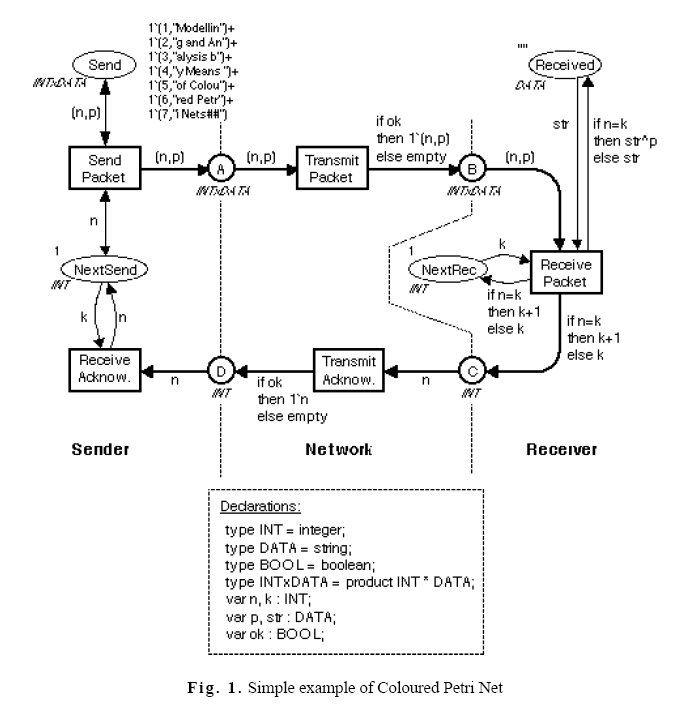 1`(1,"Modellin")+
1`(2,"g and An")+
1`(3,"alysis b")+
1`(4,"y Means ")+
1`(5,"of Colou")+
1`(6,"red Petr")+
1`(7,"i Nets##")
Send
INTxDATA
(n,p)
Send
Packet
(n,p)
A
INTxDATA
(n,p)
Transmit
Packet
if ok
then 1`(n,p)
else empty
B
INTxDATA
(n,p)
""
Received
DATA
str
if n=k
then str^p
else str
n
1
NextSend
INT
k
n
1
NextRec
INT
k
if n=k
then k+1
else k
Receive
Packet
if n=k
then k+1
else k
Receive
Acknow.
n
D
INT
if ok
then 1`n
else empty
Transmit
Acknow.
n
C
INT
Sender
Network
Receiver
Declarations:
type INT = integer;
type DATA = string;
type BOOL = boolean;
type INTxDATA = product INT * DATA;
var n, k : INT;
var p, str : DATA;
var ok : BOOL;
Fig. 1. Simple example of Coloured Petri Net